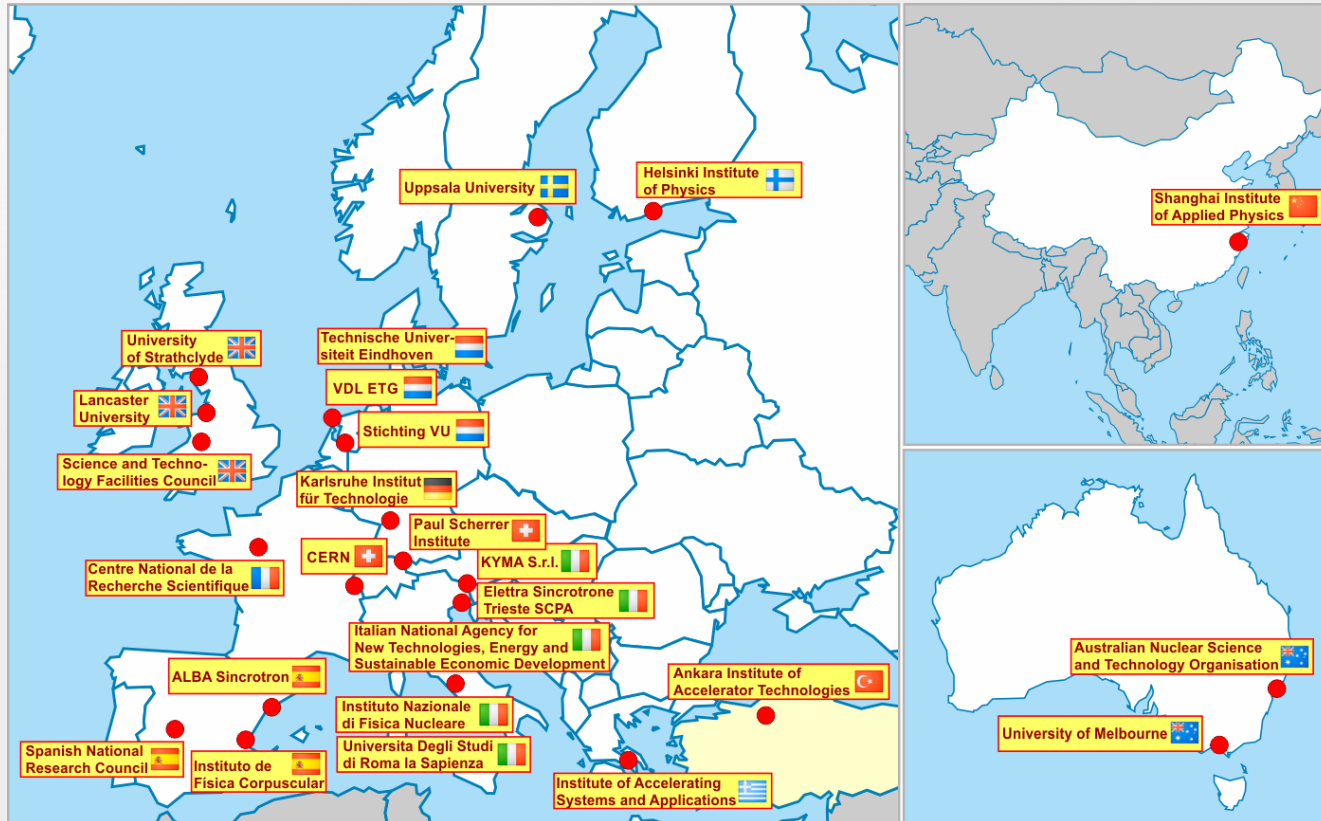 Uppsala University
Helsinki Institute
of Physics
Shanghai Institute
of Applied Physics
University
of Strathclyde
Technische Univer-
siteit Eindhoven
VDL ETG
Lancaster
University
Stichting VU
Science and Techno-
logy Facilities Council
Karlsruhe Institut
für Technologie
Paul Scherrer
Institute
CERN
KYMA S.r.l.
Centre National de la
Recherche Scientifique
Elettra Sincrotrone
Trieste SCPA
Italian National Agency for
New Technologies, Energy and
Sustainable Economic Development
ALBA Sincrotron
Ankara Institute of
Accelerator Technologies
Instituto Nazionale
di Fisica Nucleare
Spanish National
Research Council
Instituto de
Física Corpuscular
Universita Degli Studi
di Roma la Sapienza
Institute of Accelerating
Systems and Applications
Australian Nuclear Science
and Technology Organisation
University of Melbourne